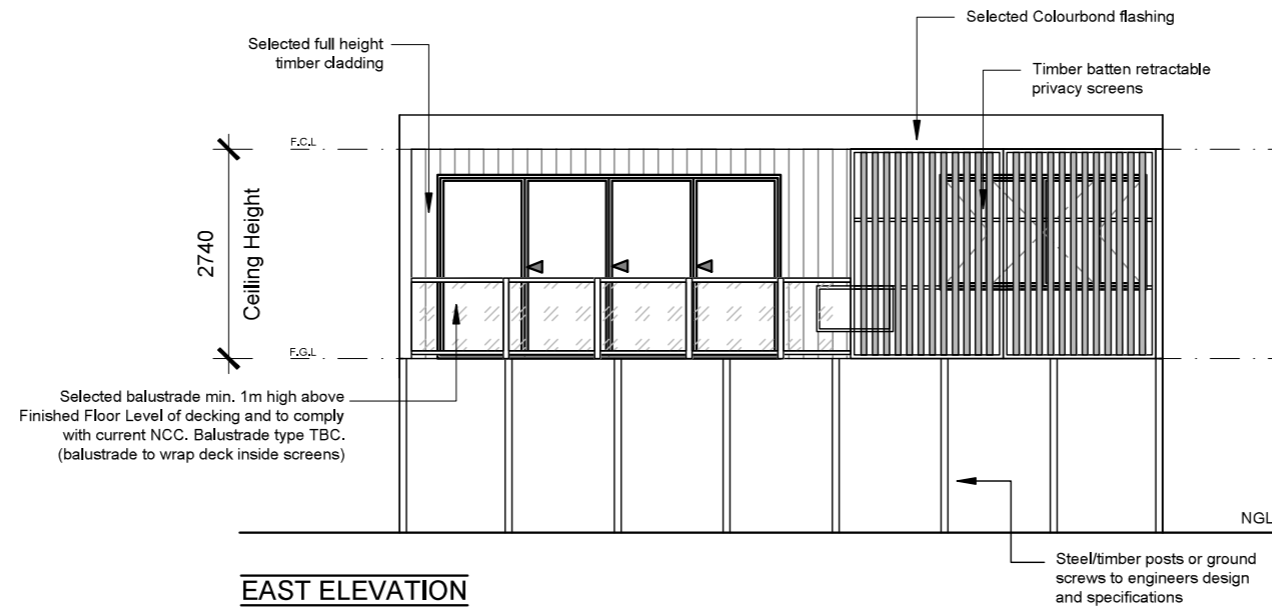 Selected Colourbond flashing
Selected full height
timber cladding
Timber batten retractable
privacy screens
F.C.L
2740
Ceiling Height
F.G.L
Selected balustrade min. 1m high above
Finished Floor Level of decking and to comply
with current NCC. Balustrade type TBC.
(balustrade to wrap deck inside screens)
NGL
Steel/timber posts or ground
screws to engineers design
and specifications
EAST ELEVATION